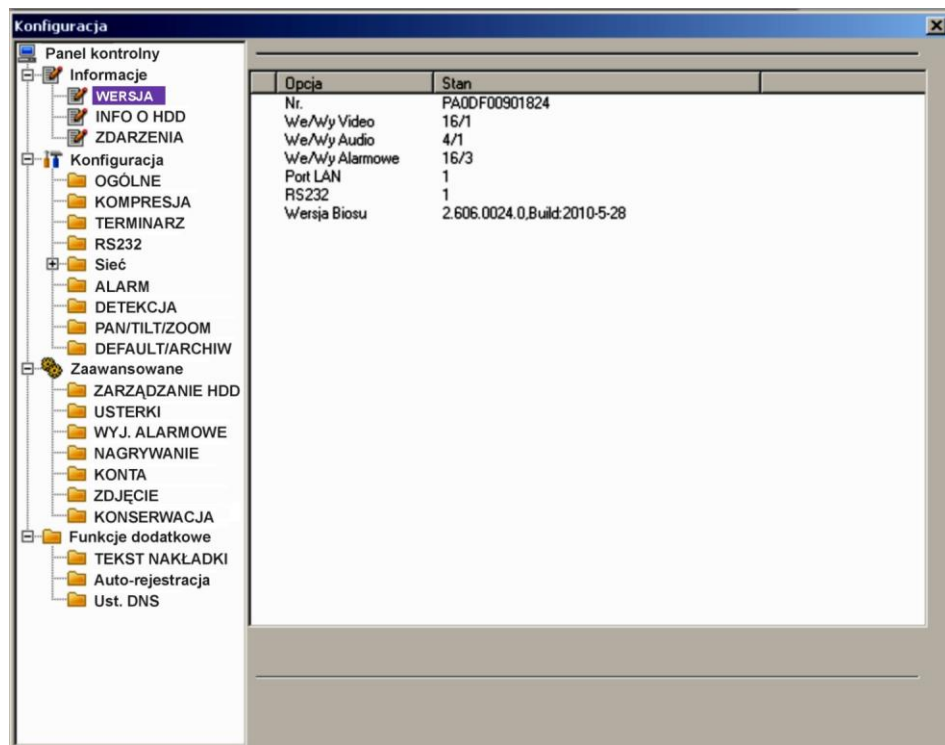 Konfiguracja
Panel kontrolny
Informacje
WERSJA
INFO O HDD
ZDARZENIA
Konfiguracja
OGÓLNE
KOMPRESJA
TERMINARZ
RS232
Sieć
ALARM
DETEKCJA
PAN/TILT/ZOOM
DEFAULT/ARCHIW
Zaawansowane
ZARZĄDZANIE HDD
USTERKI
WYJ. ALARMOWE
NAGRYWANIE
KONTA
ZDJĘCIE
KONSERWACJA
Funkcje dodatkowe
TEKST NAKŁADKI
Auto-rejestracja
Ust. DNS
Opcja Stan
Nr. PA0DF00901824
We/Wy Video 16/1
We/Wy Audio 4/1
We/Wy Alarmowe 16/3
Port LAN 1
RS232 1
Wersja Biosu 2.606.0024.0,Build:2010-5-28